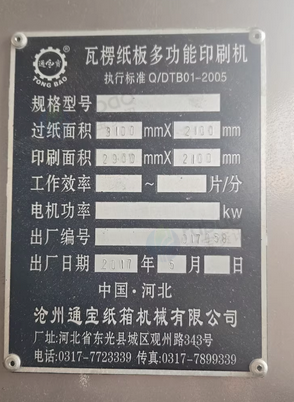 TONG BAO
瓦楞纸板多功能印刷机
执行标准 Q/DTB01-2005
规格型号
过纸面积 3100 mmX 2100 mm
印刷面积 2900 mmX 2100 mm
工作效率 ~ 片/分
电机功率 kw
出厂编号
出厂日期 2017 年 5 月 日
中国·河北
沧州通宝纸箱机械有限公司
厂址:河北省东光县城区观州路343号
电话:0317-7723339 传真:0317-7899339